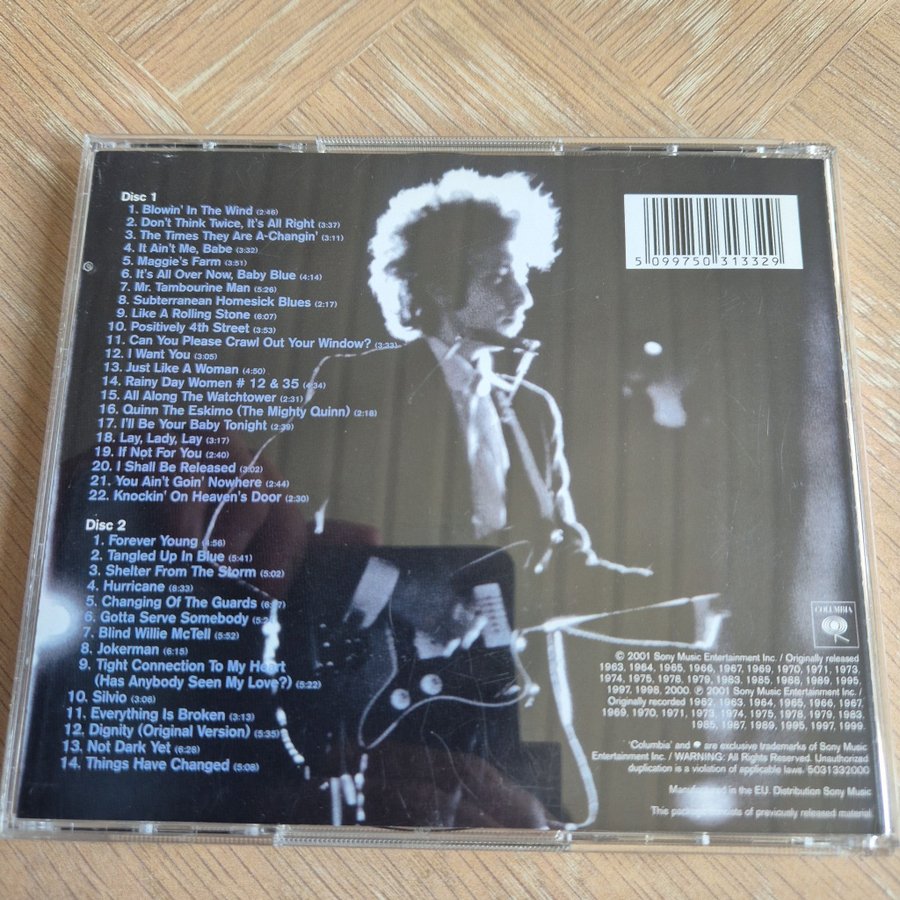 Disc 1
1. Blowin' In The Wind (2:46)
2. Don't Think Twice, It's All Right (3:37)
3. The Times They Are A-Changin' (3:11)
4. It Ain't Me, Babe (3:32)
5. Maggie's Farm (3:51)
6. It's All Over Now, Baby Blue (4:14)
7. Mr. Tambourine Man (5:26)
8. Subterranean Homesick Blues (2:17)
9. Like A Rolling Stone (6:07)
10. Positively 4th Street (3:53)
11. Can You Please Crawl Out Your Window? (3:33)
12. I Want You (3:05)
13. Just Like A Woman (4:50)
14. Rainy Day Women # 12 & 35 (4:34)
15. All Along The Watchtower (2:31)
16. Quinn The Eskimo (The Mighty Quinn) (2:18)
17. I'll Be Your Baby Tonight (2:39)
18. Lay, Lady, Lay (3:17)
19. If Not For You (2:40)
20. I Shall Be Released (3:02)
21. You Ain't Goin' Nowhere (2:44)
22. Knockin' On Heaven's Door (2:30)
Disc 2
1. Forever Young (4:56)
2. Tangled Up In Blue (5:41)
3. Shelter From The Storm (5:02)
4. Hurricane (8:33)
5. Changing Of The Guards
6. Gotta Serve Somebody
7. Blind Willie McTell (5:52)
8. Jokerman (6:15)
9. Tight Connection To My Heart
(Has Anybody Seen My Love?) (5:22)
10. Silvio (3:06)
11. Everything Is Broken (3:13)
12. Dignity (Original Version) (5:35)
13. Not Dark Yet (6:28)
14. Things Have Changed (5:08)
5 099750 313329
COLUMBIA
© 2001 Sony Music Entertainment Inc. / Originally released
1963, 1964, 1965, 1966, 1967, 1969, 1970, 1971, 1973,
1974, 1975, 1978, 1979, 1983, 1985, 1988, 1989, 1995,
1997, 1998, 2000. ℗ 2001 Sony Music Entertainment Inc. /
Originally recorded 1962, 1963, 1964, 1965, 1966, 1967,
1969, 1970, 1971, 1973, 1974, 1975, 1978, 1979, 1983,
1985, 1987, 1989, 1995, 1997, 1999.
'Columbia' and are exclusive trademarks of Sony Music
Entertainment Inc. / WARNING: All Rights Reserved. Unauthorized
duplication is a violation of applicable laws. 5031332000
Manufactured in the EU. Distribution Sony Music
This package consists of previously released material.